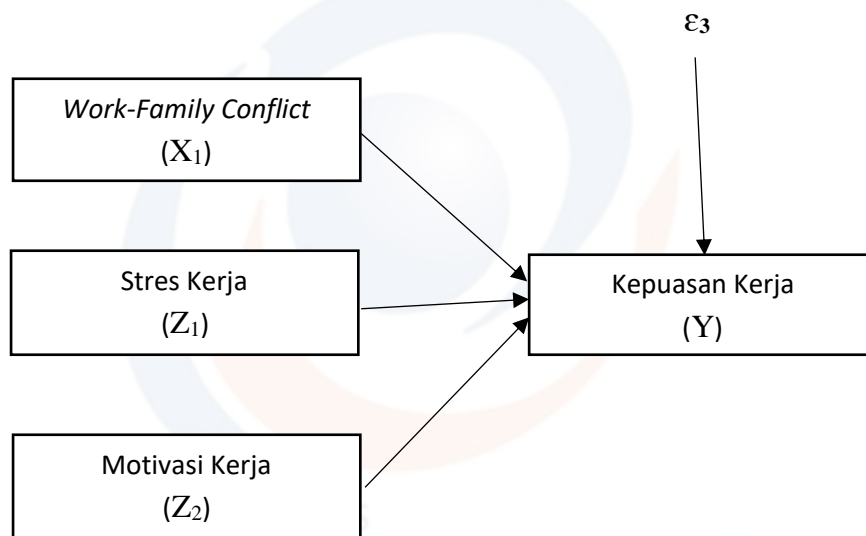 ε₃
Work-Family Conflict
(X₁)
Stres Kerja
(Z₁)
Kepuasan Kerja
(Y)
Motivasi Kerja
(Z₂)